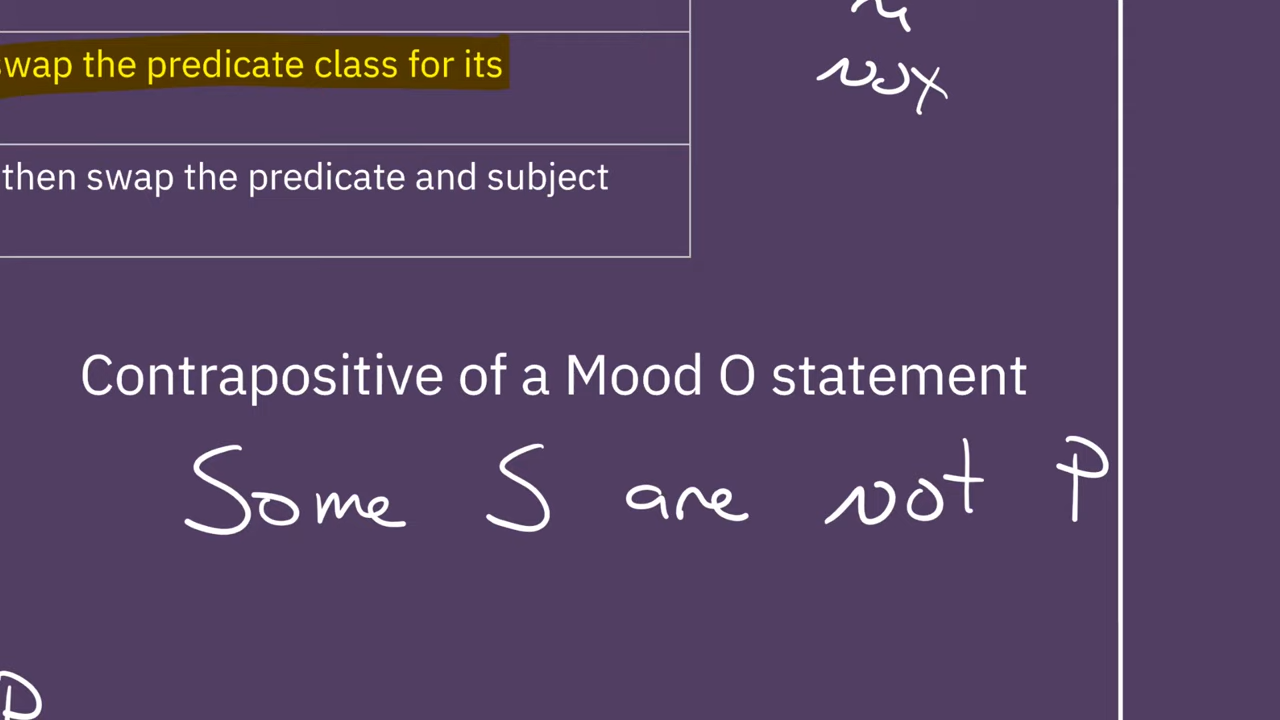 swap the predicate class for its
not
then swap the predicate and subject
Contrapositive of a Mood O statement
Some S are not P
P